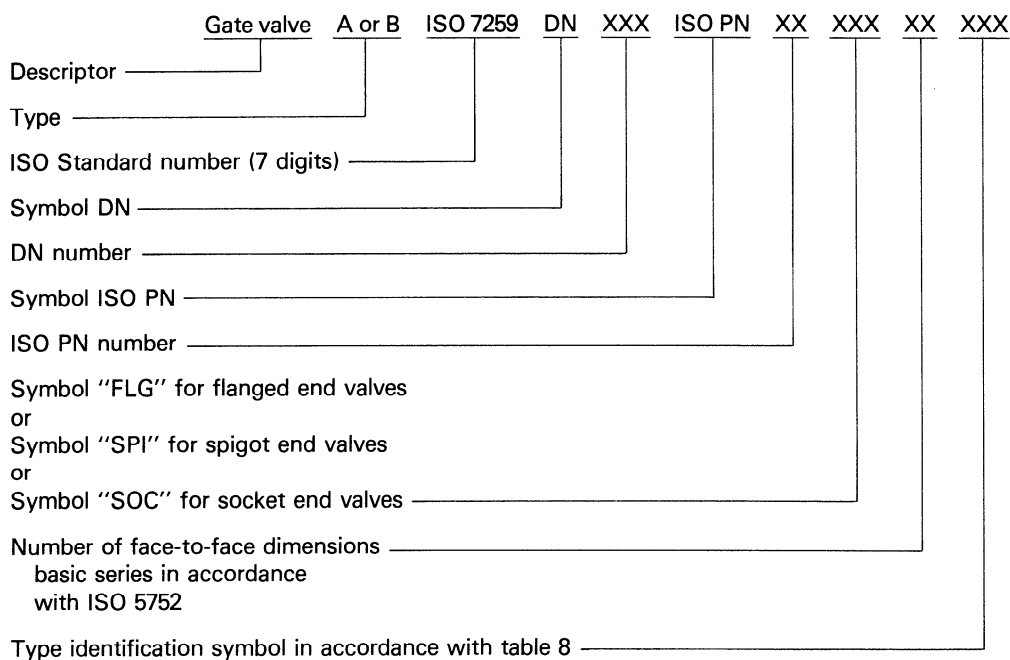 Gate valve A or B ISO 7259 DN XXX ISO PN XX XXX XX XXX
Descriptor
Type
ISO Standard number (7 digits)
Symbol DN
DN number
Symbol ISO PN
ISO PN number
Symbol "FLG" for flanged end valves
or
Symbol "SPI" for spigot end valves
or
Symbol "SOC" for socket end valves
Number of face-to-face dimensions
basic series in accordance
with ISO 5752
Type identification symbol in accordance with table 8